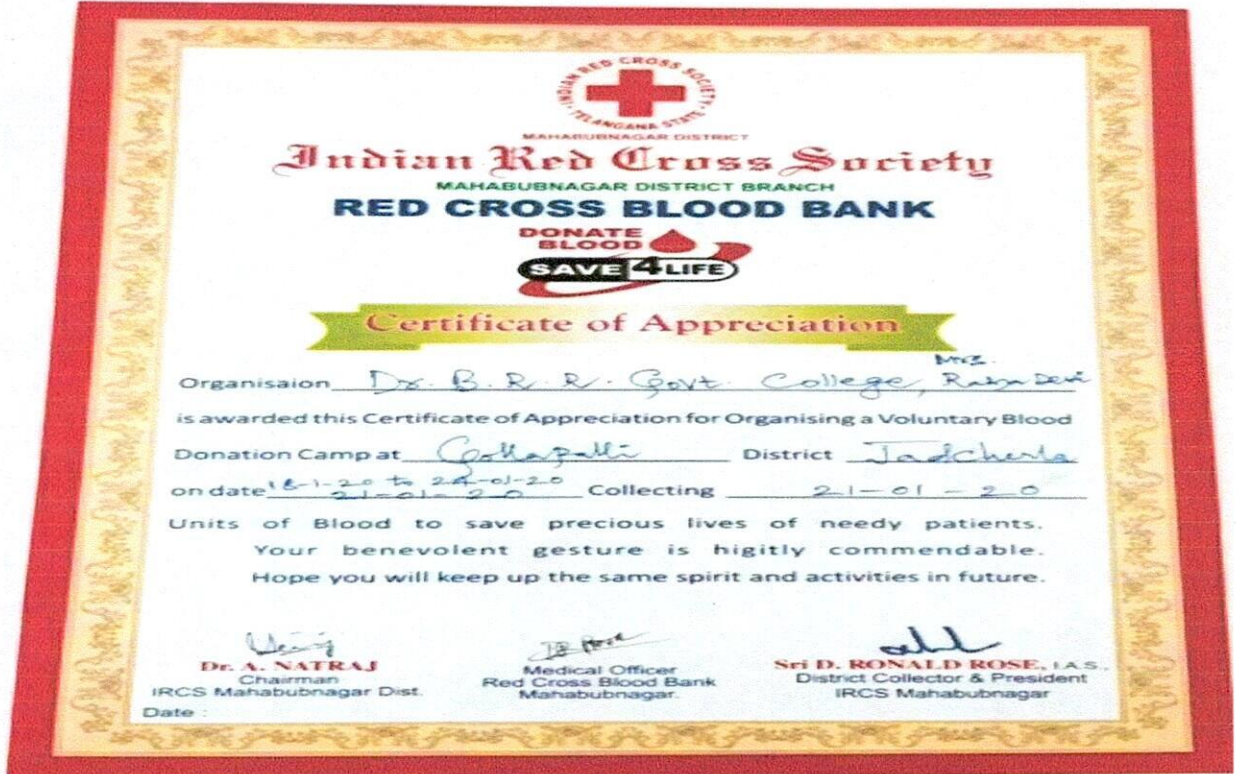 INDIAN RED CROSS SOCIETY
TELANGANA STATE
MAHABUBNAGAR DISTRICT
Indian Red Cross Society
MAHABUBNAGAR DISTRICT BRANCH
RED CROSS BLOOD BANK
DONATE
BLOOD
SAVE 4 LIFE
Certificate of Appreciation
Mrs.
Organisaion Dr. B. R. R. Govt. College, Devi
is awarded this Certificate of Appreciation for Organising a Voluntary Blood
Donation Camp at Gollapalli District Jadcherla
18-1-20 to 24-01-20
on date 21-01-20 Collecting 21-01-20
Units of Blood to save precious lives of needy patients.
Your benevolent gesture is higitly commendable.
Hope you will keep up the same spirit and activities in future.
Dr. A. NATRAJ
Chairman
IRCS Mahabubnagar Dist.
Medical Officer
Red Cross Blood Bank
Mahabubnagar.
Sri D. RONALD ROSE, I.A.S.,
District Collector & President
IRCS Mahabubnagar
Date :